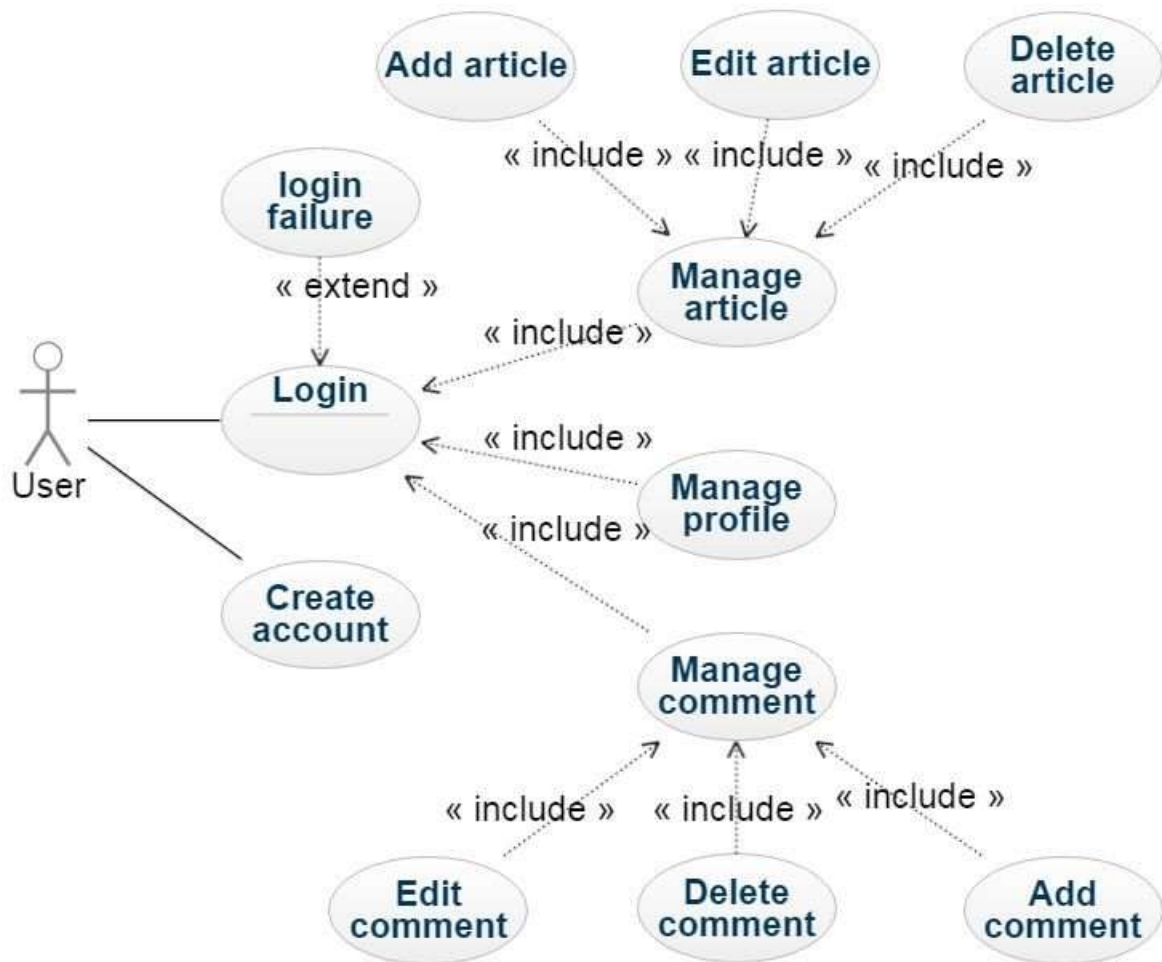 Add article
Edit article
Delete
article
« include »
« include »
« include »
login
failure
« extend »
Manage
article
« include »
Login
« include »
User
Manage
profile
« include »
Create
account
Manage
comment
« include »
« include »
« include »
Edit
comment
Delete
comment
Add
comment